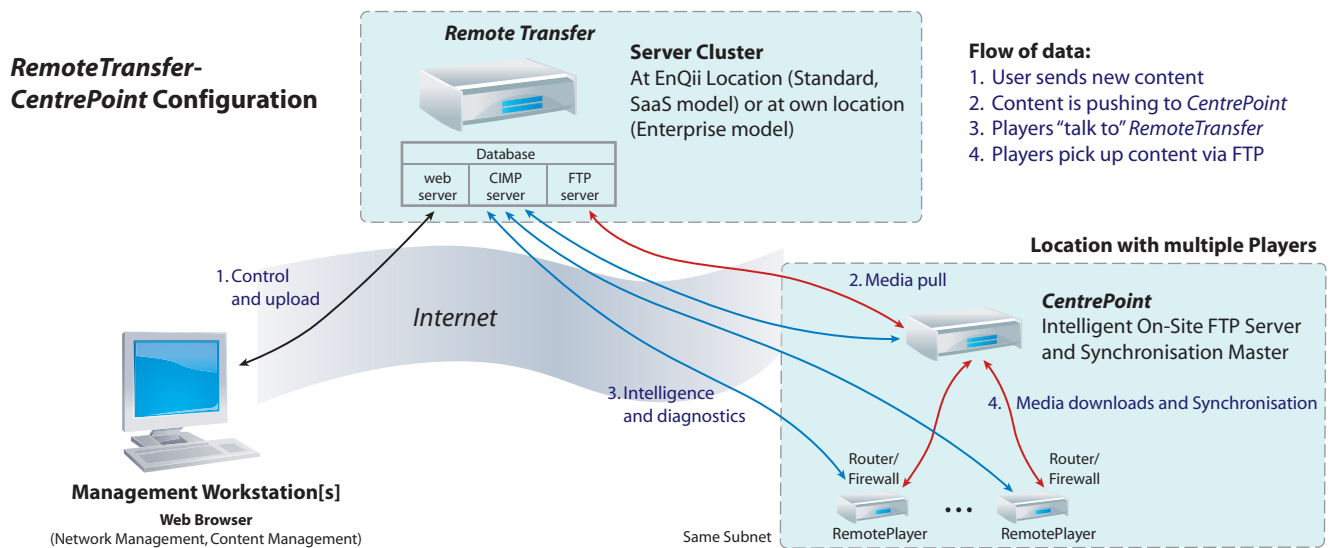 RemoteTransfer-
CentrePoint Configuration
Remote Transfer
Server Cluster
At EnQii Location (Standard,
SaaS model) or at own location
(Enterprise model)
Database
web
server
CIMP
server
FTP
server
Flow of data:
1. User sends new content
2. Content is pushing to CentrePoint
3. Players “talk to” RemoteTransfer
4. Players pick up content via FTP
1. Control
and upload
Internet
2. Media pull
3. Intelligence
and diagnostics
Location with multiple Players
CentrePoint
Intelligent On-Site FTP Server
and Synchronisation Master
4. Media downloads and Synchronisation
Router/
Firewall
Router/
Firewall
...
RemotePlayer
RemotePlayer
Same Subnet
Management Workstation[s]
Web Browser
(Network Management, Content Management)